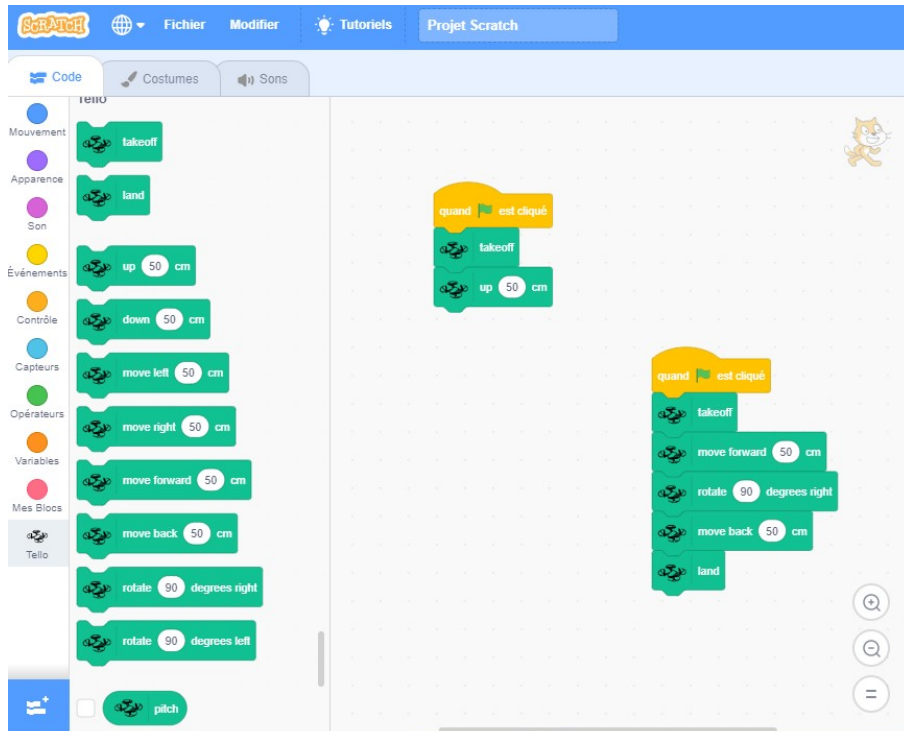 SCRATCH Fichier Modifier Tutoriels Projet Scratch
Code Costumes Sons
Mouvement
Apparence
Son
Événements
Contrôle
Capteurs
Opérateurs
Variables
Mes Blocs
Tello
Tello
takeoff
land
up 50 cm
down 50 cm
move left 50 cm
move right 50 cm
move forward 50 cm
move back 50 cm
rotate 90 degrees right
rotate 90 degrees left
pitch
quand est cliqué
takeoff
up 50 cm
quand est cliqué
takeoff
move forward 50 cm
rotate 90 degrees right
move back 50 cm
land